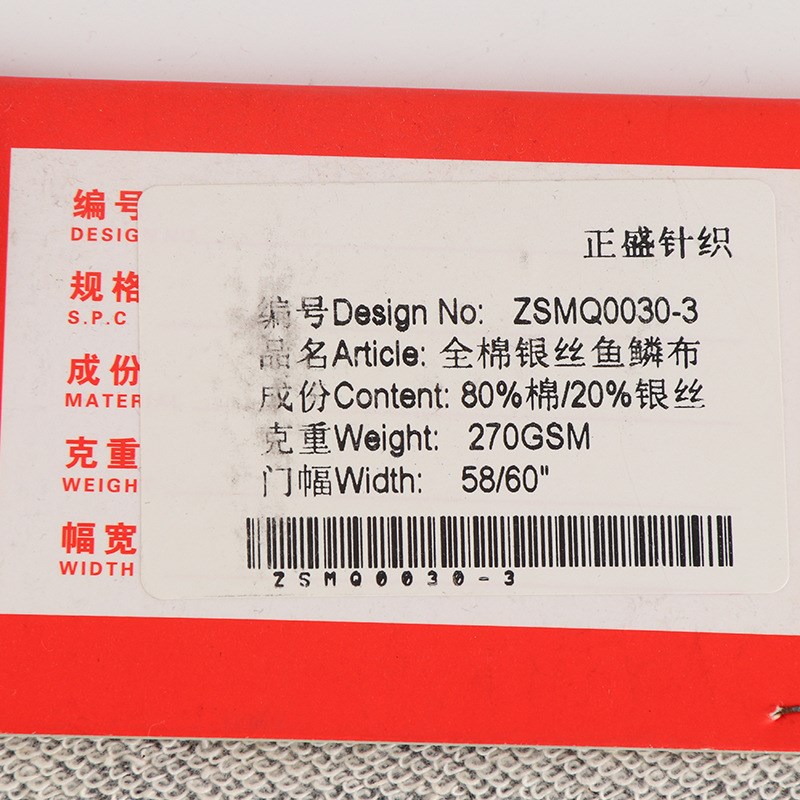 编号
DESIG
规格
S.P.C
成份
MATER
克重
WEIGH
幅宽
WIDTH
正盛针织
编号Design No: ZSMQ0030-3
品名Article: 全棉银丝鱼鳞布
成份Content: 80%棉/20%银丝
克重Weight: 270GSM
门幅Width: 58/60"
ZSMQ0030-3